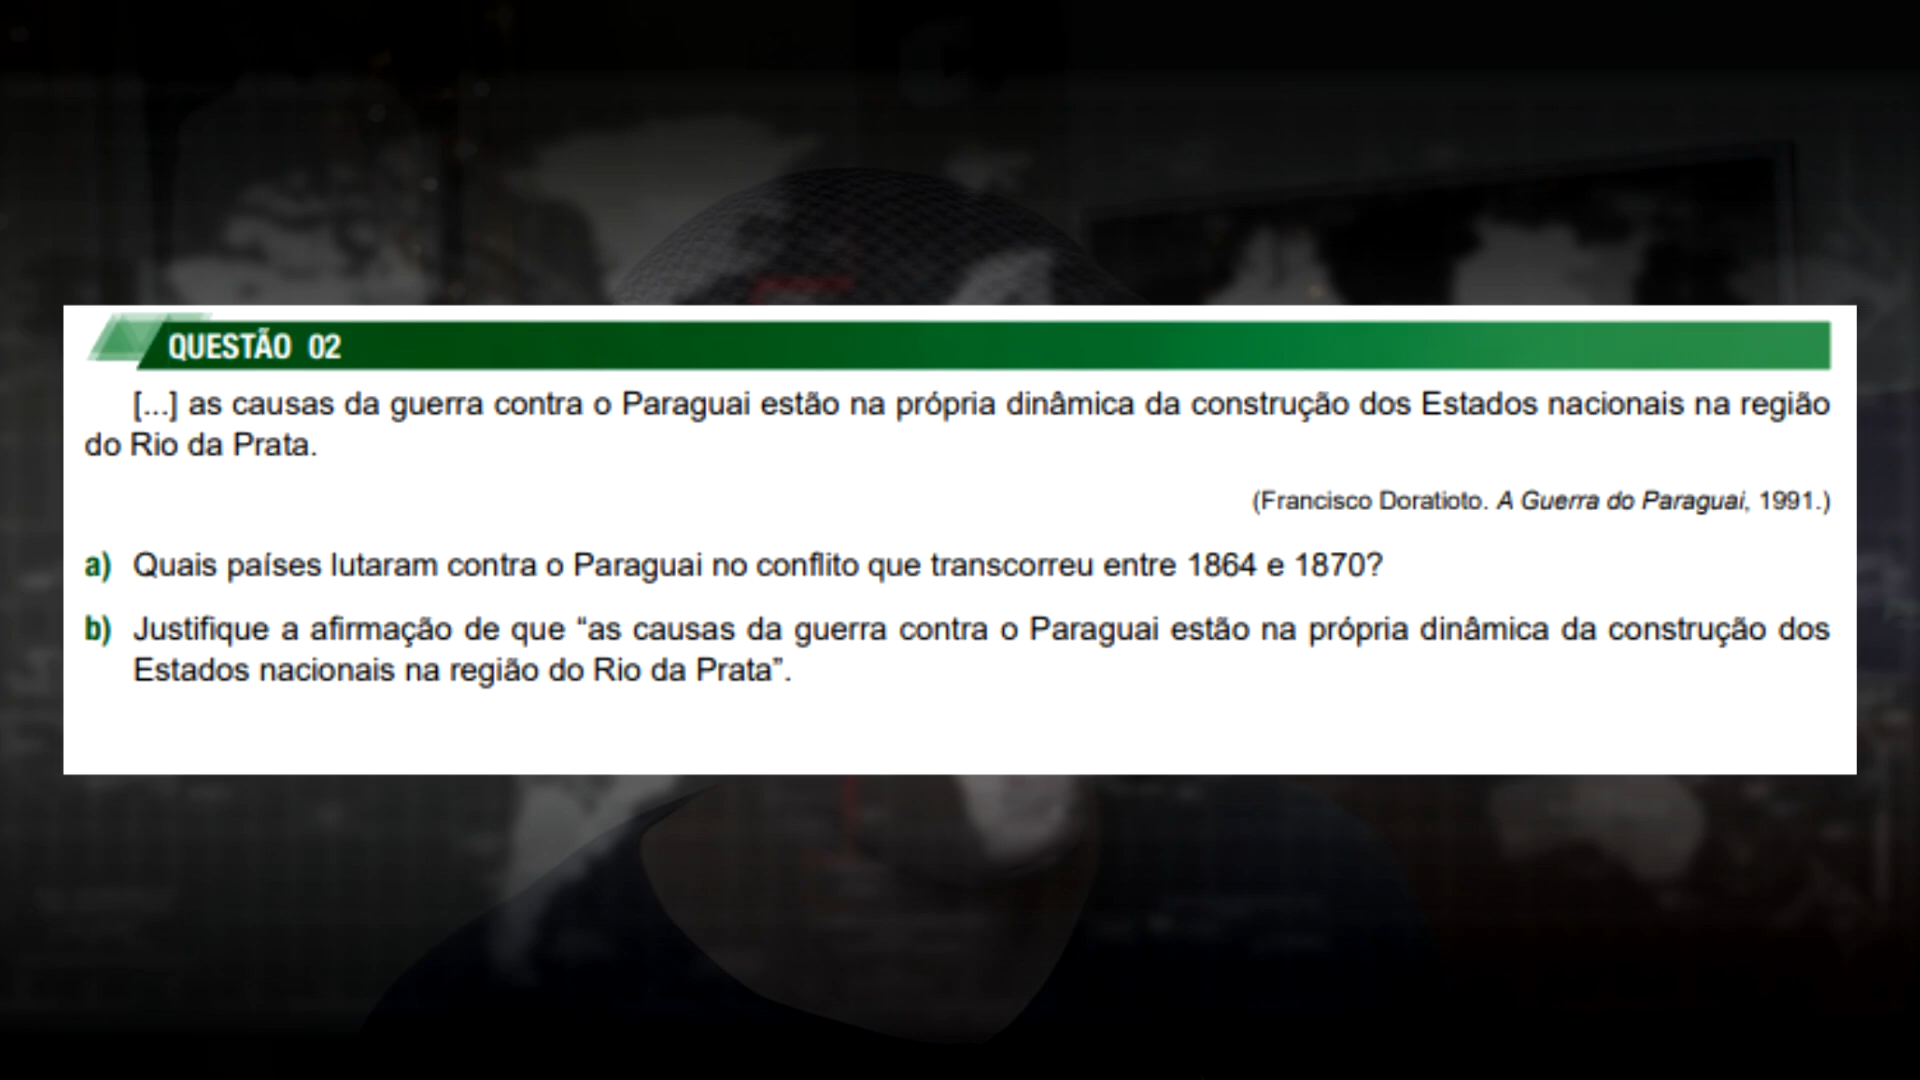 QUESTÃO 02
[...] as causas da guerra contra o Paraguai estão na própria dinâmica da construção dos Estados nacionais na região
do Rio da Prata.
(Francisco Doratioto. A Guerra do Paraguai, 1991.)
a) Quais países lutaram contra o Paraguai no conflito que transcorreu entre 1864 e 1870?
b) Justifique a afirmação de que “as causas da guerra contra o Paraguai estão na própria dinâmica da construção dos
Estados nacionais na região do Rio da Prata”.